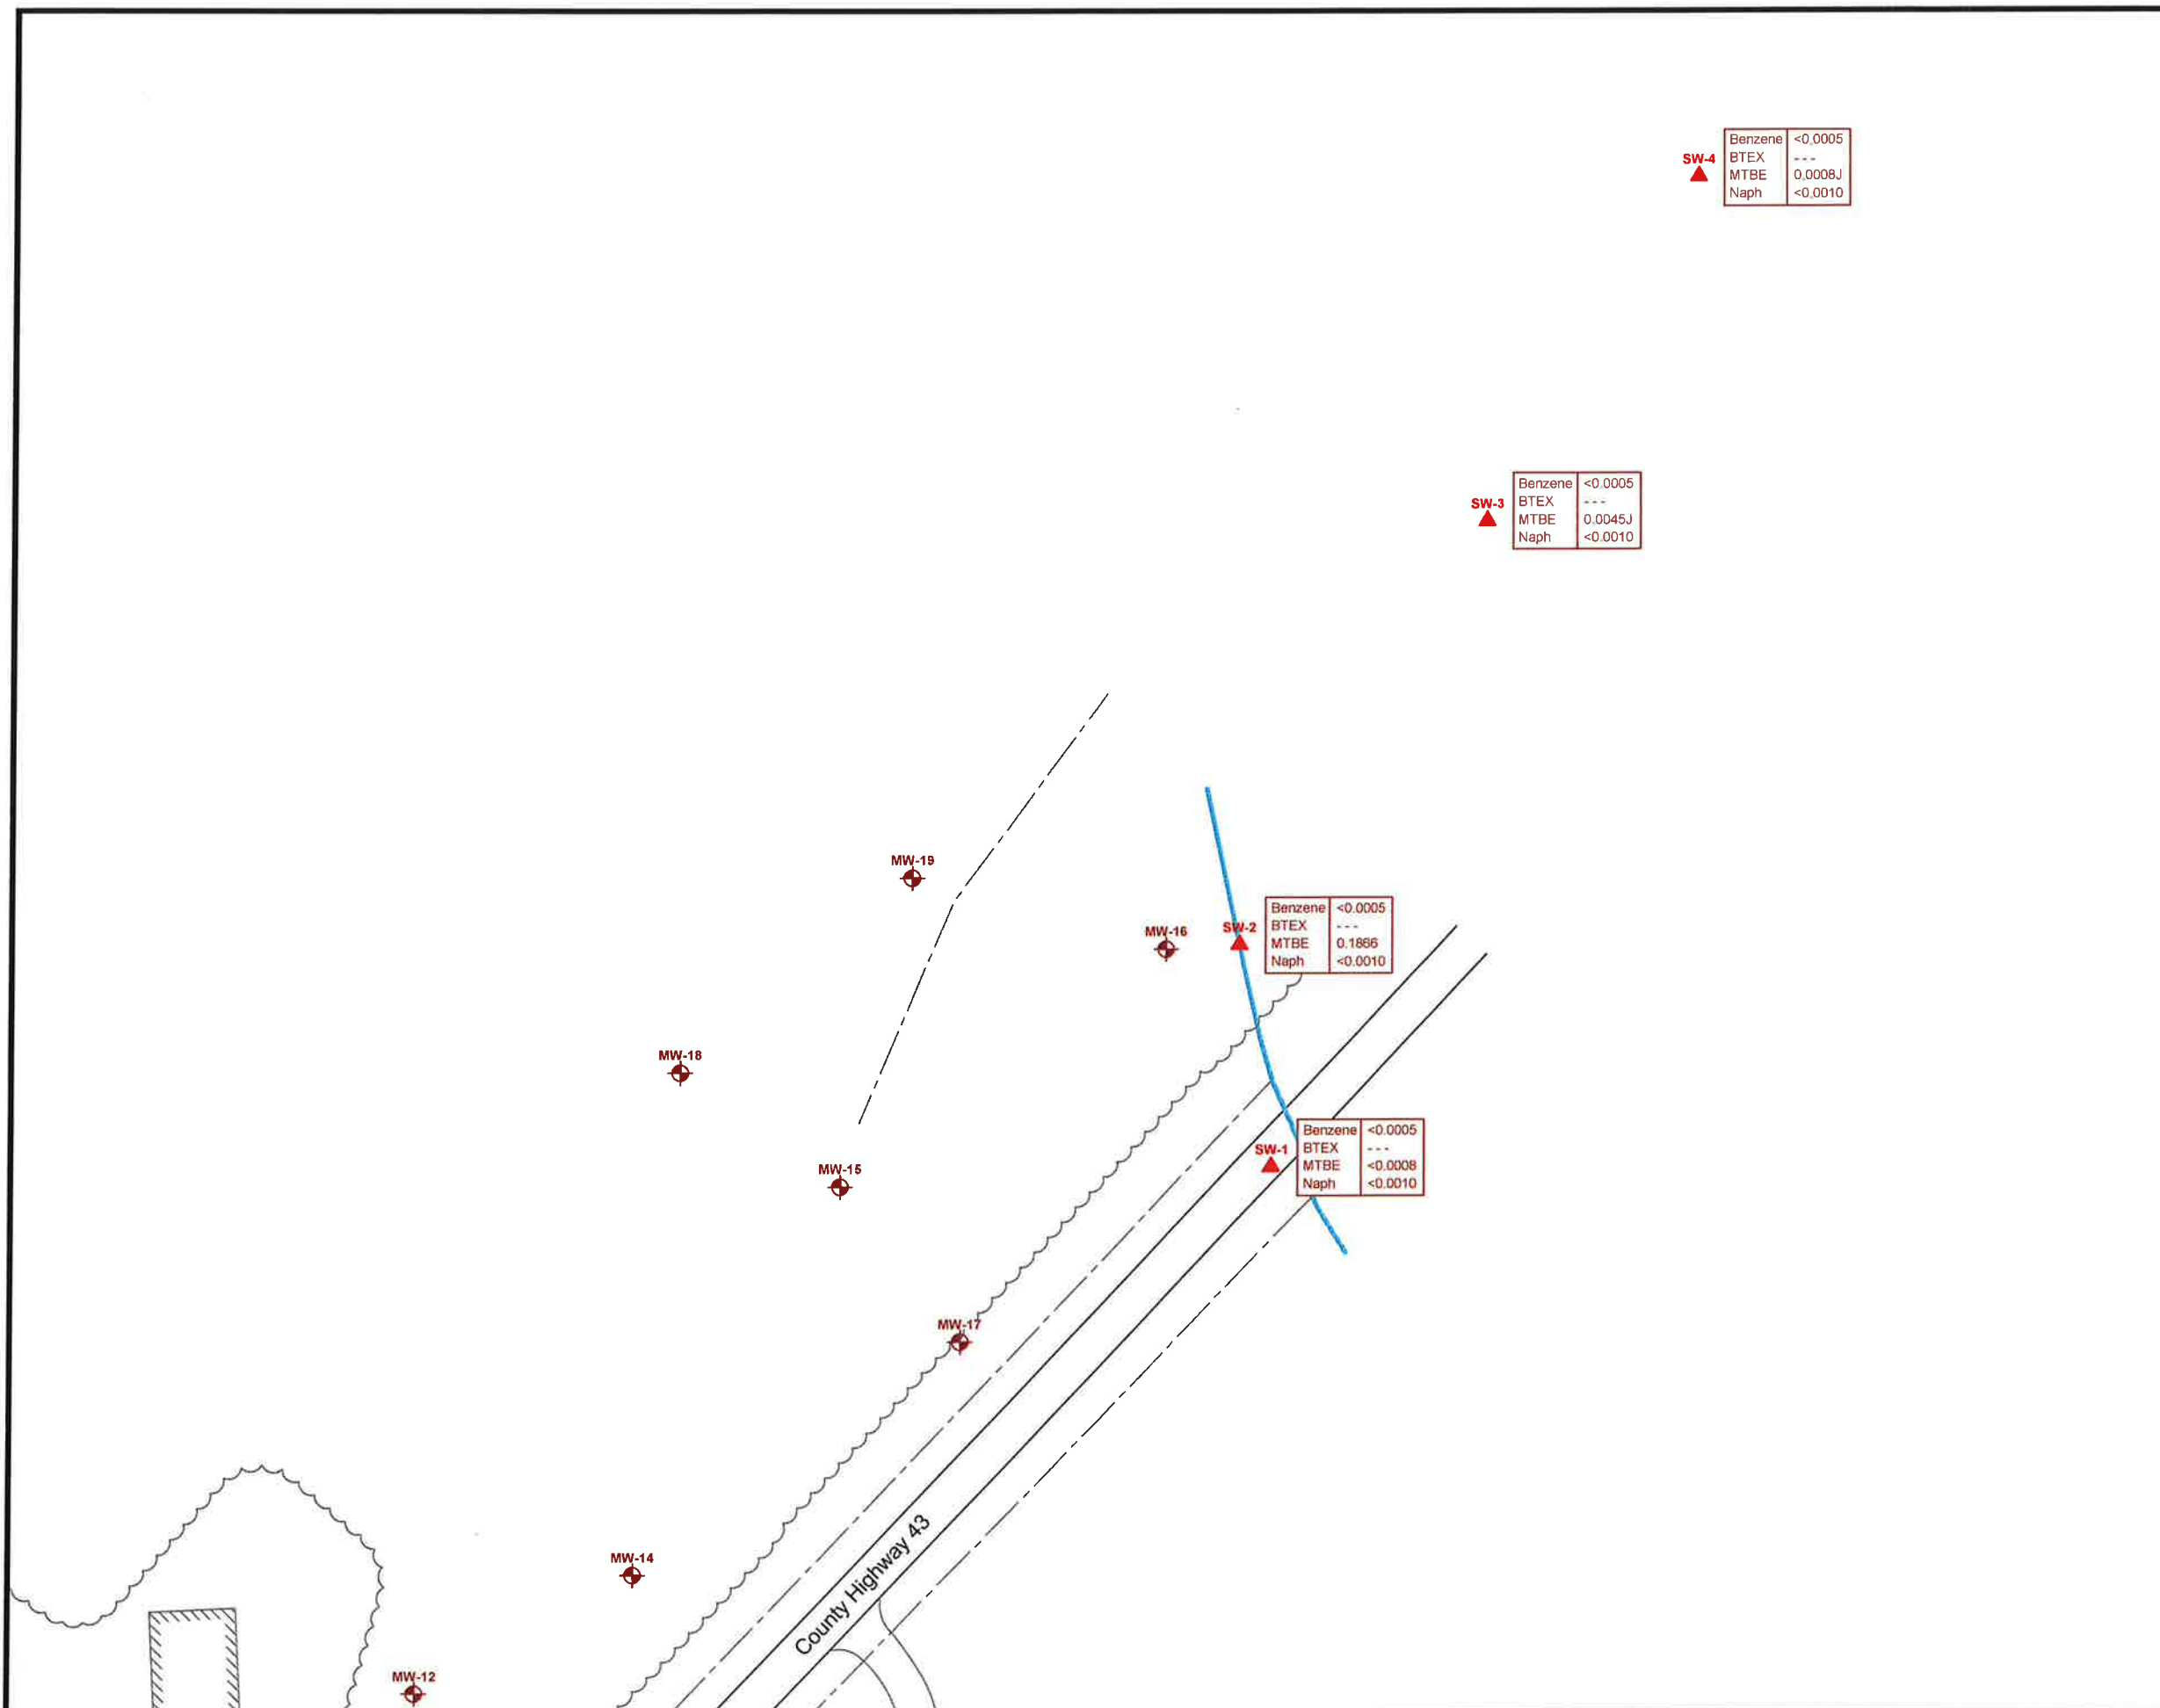 SW-4
Benzene <0.0005
BTEX ---
MTBE 0.0008J
Naph <0.0010
SW-3
Benzene <0.0005
BTEX ---
MTBE 0.0045J
Naph <0.0010
MW-19
MW-16
SW-2
Benzene <0.0005
BTEX ---
MTBE 0.1866
Naph <0.0010
MW-18
SW-1
Benzene <0.0005
BTEX ---
MTBE <0.0008
Naph <0.0010
MW-15
MW-17
County Highway 43
MW-14
MW-12